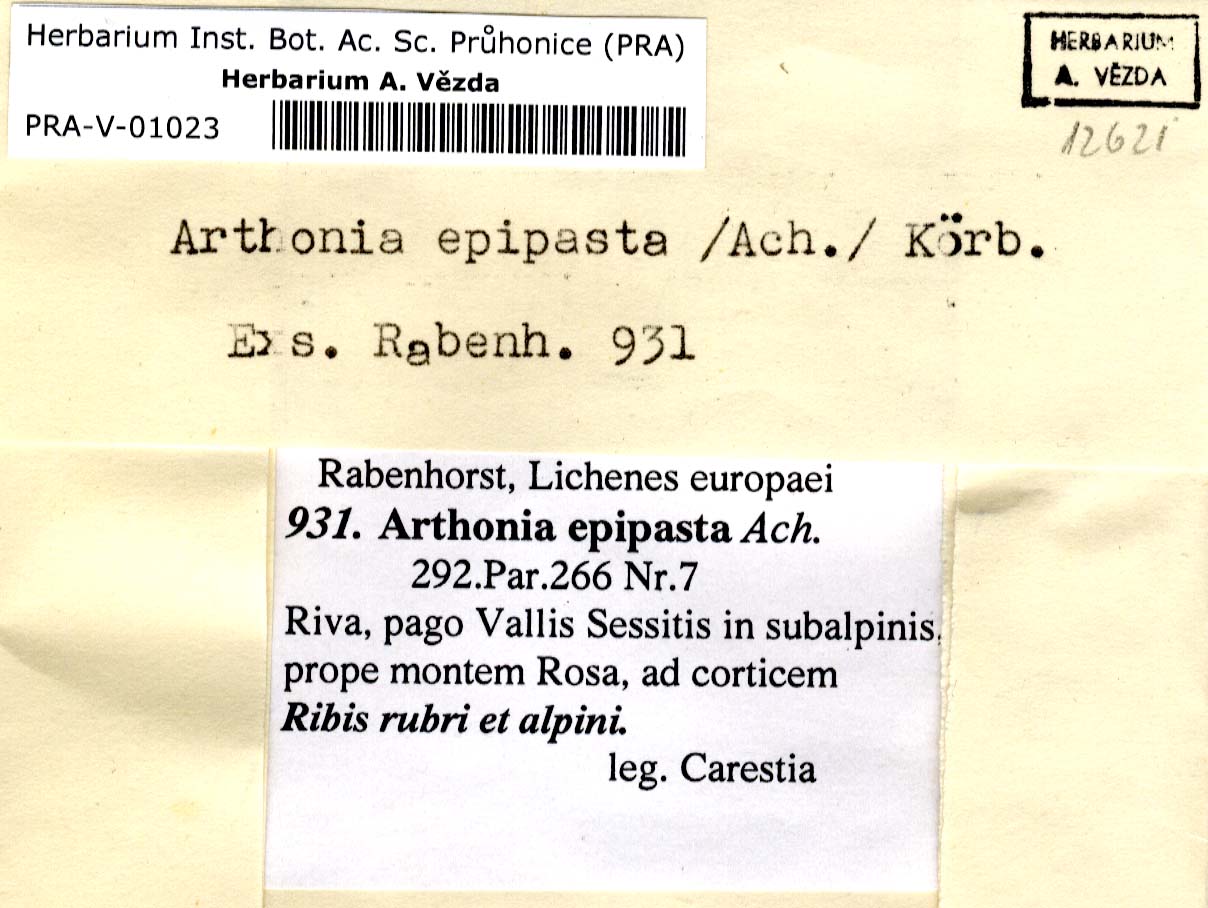 Herbarium Inst. Bot. Ac. Sc. Průhonice (PRA)
Herbarium A. Vězda
PRA-V-01023
HERBARIUM
A. VĚZDA
12621
Arthonia epipasta /Ach./ Körb.
Exs. Rabenh. 931
Rabenhorst, Lichenes europaei
931. Arthonia epipasta Ach.
292.Par.266 Nr.7
Riva, pago Vallis Sessitis in subalpinis.
prope montem Rosa, ad corticem
Ribis rubri et alpini.
leg. Carestia